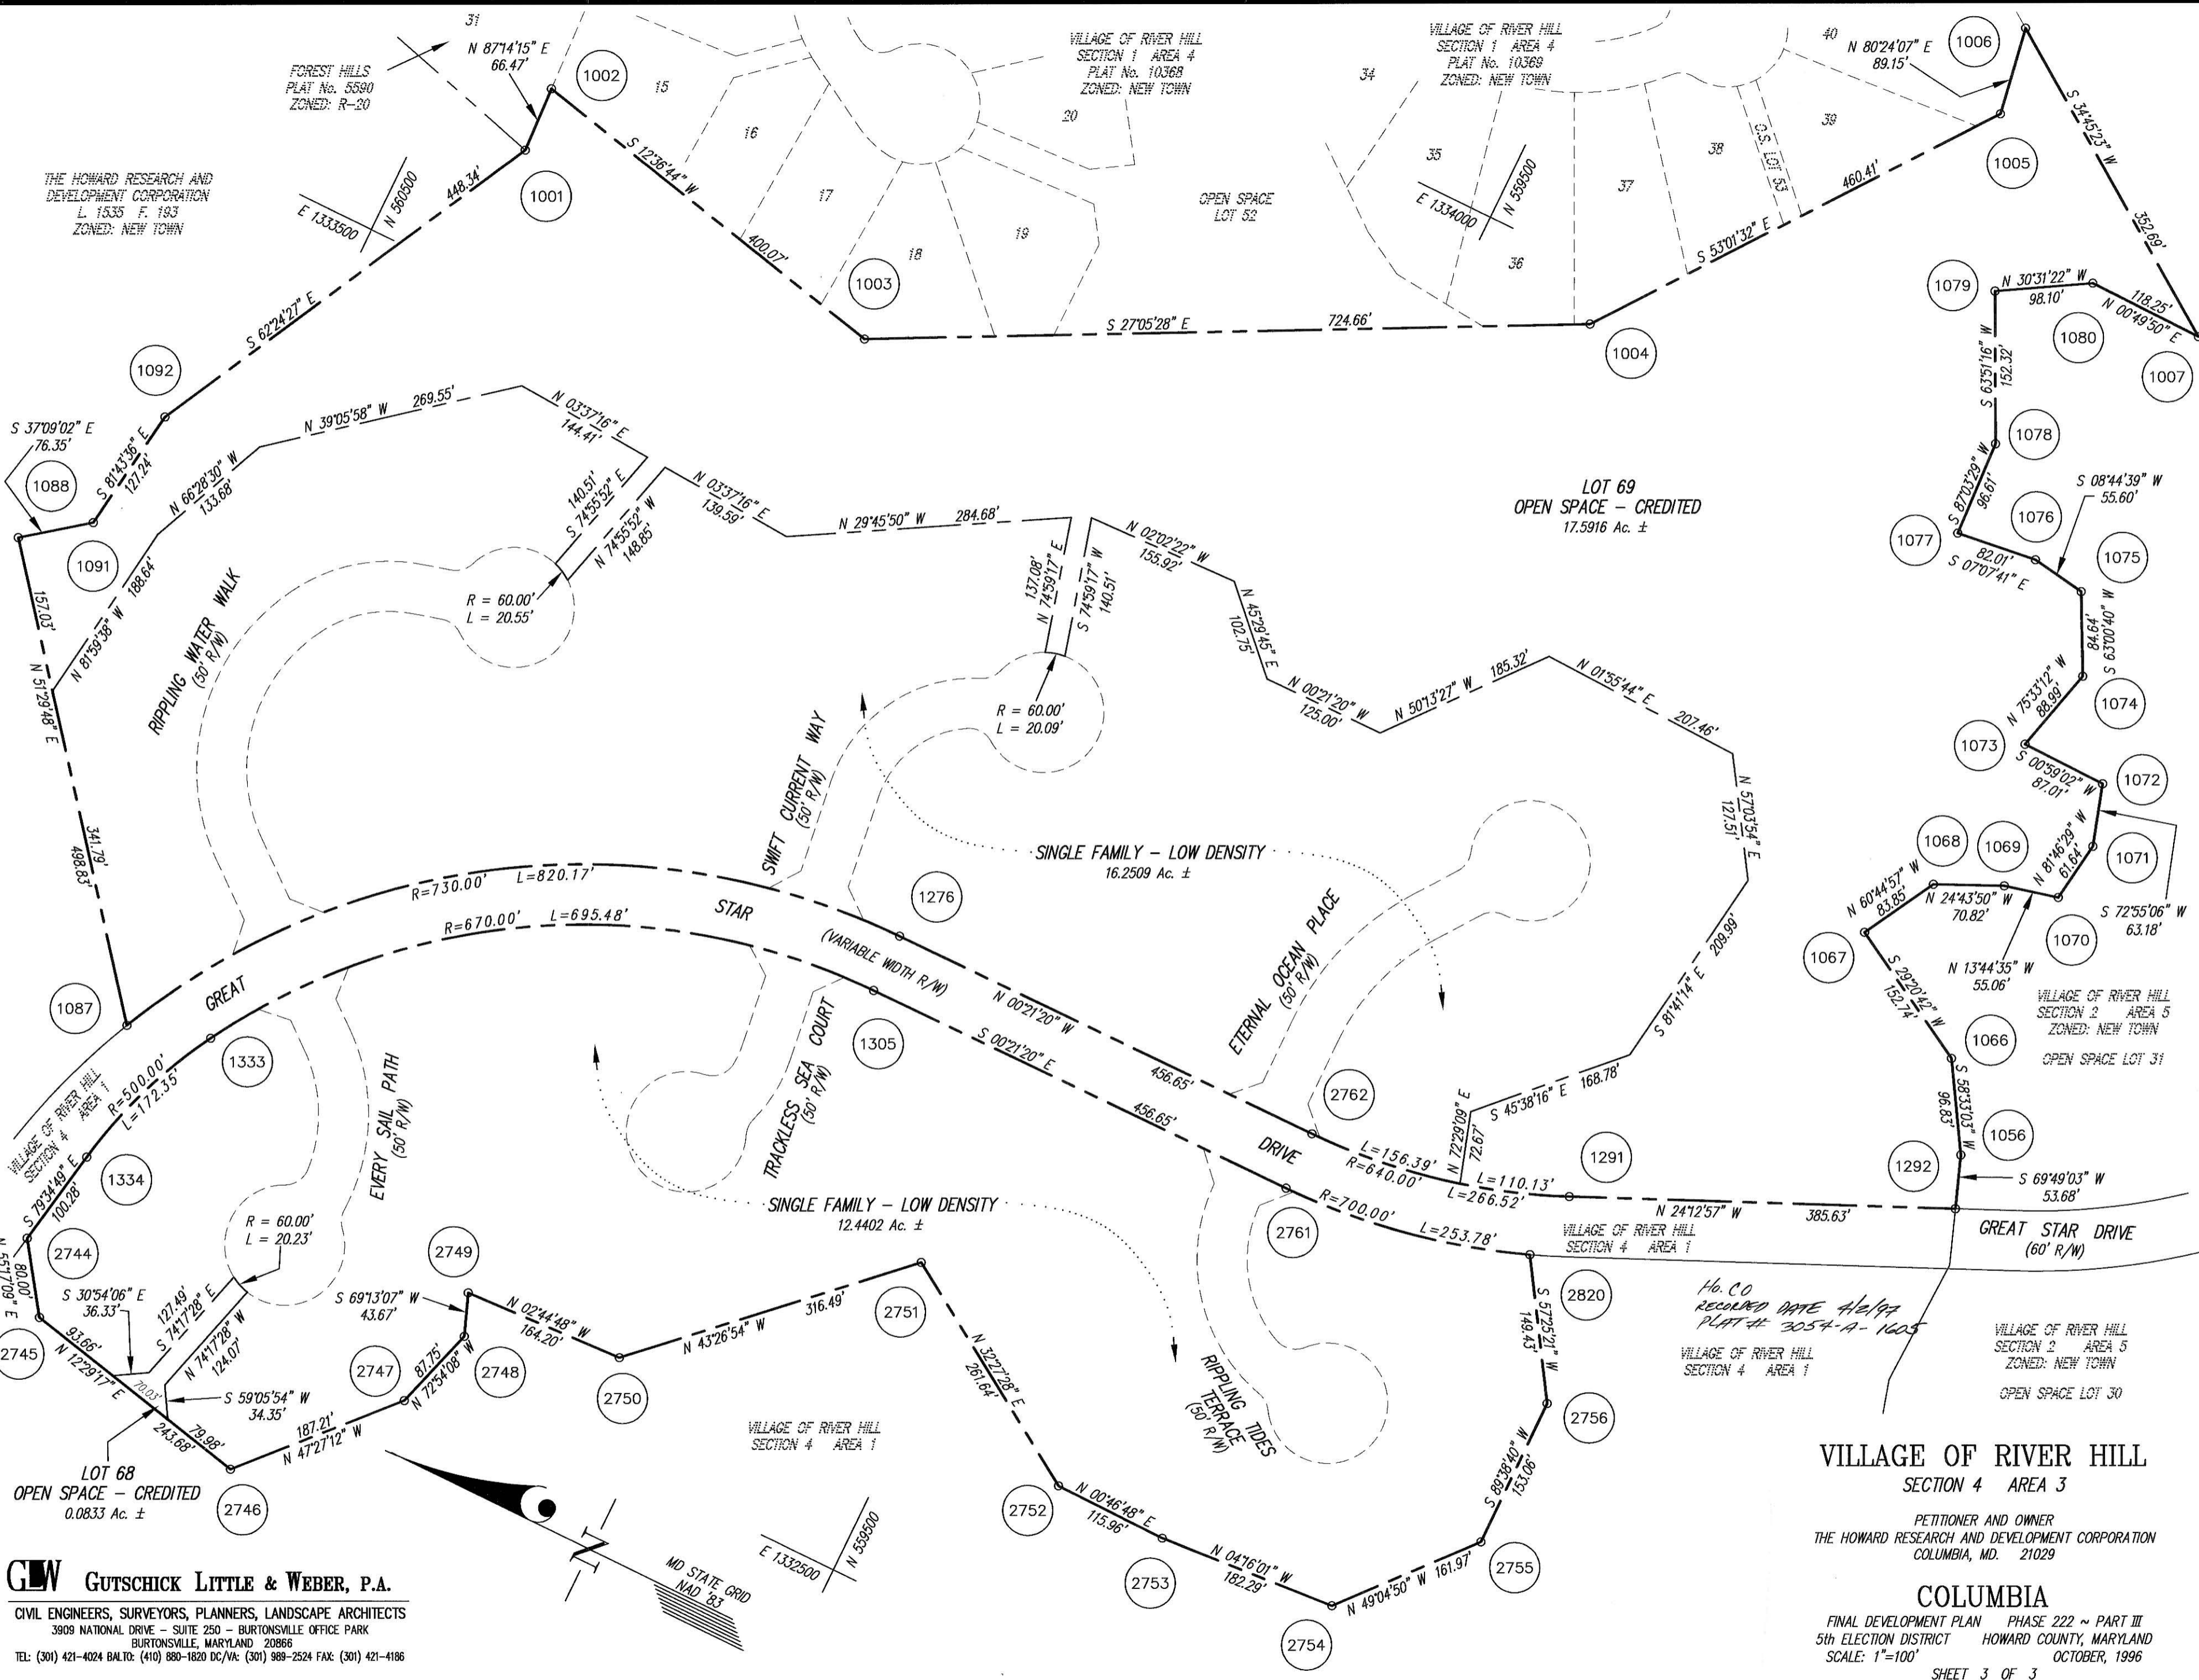 31
N 87°14'15" E
66.47'
1002
FOREST HILLS
PLAT No. 5590
ZONED: R-20
15
16
17
18
19
20
VILLAGE OF RIVER HILL
SECTION 1 AREA 4
PLAT No. 10368
ZONED: NEW TOWN
VILLAGE OF RIVER HILL
SECTION 1 AREA 4
PLAT No. 10369
ZONED: NEW TOWN
34
35
36
37
38
39
40
O.S. LOT 53
N 80°24'07" E
89.15'
1006
1005
S 34°45'23" W
352.69'
THE HOWARD RESEARCH AND
DEVELOPMENT CORPORATION
L. 1535 F. 193
ZONED: NEW TOWN
E 1333500
N 560500
448.34'
S 62°24'27" E
1001
S 12°36'44" W
400.07'
1003
OPEN SPACE
LOT 52
E 1334000
N 559500
460.41'
S 53°01'32" E
S 27°05'28" E
724.66'
1004
1079
N 30°31'22" W
98.10'
118.25'
N 00°49'50" E
1080
1007
S 63°51'16" W
152.32'
1078
1092
S 37°09'02" E
76.35'
1088
S 81°43'36" E
127.24'
1091
N 66°28'30" W
133.68'
N 39°05'58" W
269.55'
N 03°37'16" E
144.41'
140.51'
S 74°55'52" E
N 74°55'52" W
148.85'
N 03°37'16" E
139.59'
N 29°45'50" W
284.68'
137.08'
N 74°59'17" E
S 74°59'17" W
140.51'
N 02°02'22" W
155.92'
LOT 69
OPEN SPACE - CREDITED
17.5916 Ac. ±
S 87°03'29" W
96.61'
1077
1076
S 08°44'39" W
55.60'
82.01'
S 07°07'41" E
1075
84.64'
S 63°00'40" W
157.03'
N 51°29'48" E
N 81°59'38" W
188.64'
341.79'
498.83'
RIPPLING WATER WALK
(50' R/W)
R = 60.00'
L = 20.55'
R = 60.00'
L = 20.09'
N 45°29'45" E
102.75'
N 00°21'20" W
125.00'
N 50°13'27" W
185.32'
N 01°55'44" E
207.46'
N 75°33'12" W
88.99'
1074
1073
S 00°59'02" W
87.01'
1072
N 57°03'54" E
127.51'
SWIFT CURRENT WAY
(50' R/W)
SINGLE FAMILY - LOW DENSITY
16.2509 Ac. ±
R=730.00'
L=820.17'
R=670.00'
L=695.48'
1276
1068
1069
N 81°46'29" W
61.64'
1071
N 60°44'57" W
83.85'
N 24°43'50" W
70.82'
S 72°55'06" W
63.18'
1067
1070
N 13°44'35" W
55.06'
GREAT
STAR
(VARIABLE WIDTH R/W)
N 00°21'20" W
456.65'
ETERNAL OCEAN PLACE
(50' R/W)
S 81°41'14" E
209.99'
S 29°20'42" W
152.74'
VILLAGE OF RIVER HILL
SECTION 2 AREA 5
ZONED: NEW TOWN
OPEN SPACE LOT 31
1066
1087
1333
1305
S 00°21'20" E
456.65'
2762
N 72°29'09" E
72.67'
S 45°38'16" E
168.78'
S 58°33'03" W
96.83'
1056
1292
S 69°49'03" W
53.68'
VILLAGE OF RIVER HILL
SECTION 4 AREA 1
R=500.00'
L=172.35'
1334
S 79°34'49" E
100.28'
EVERY SAIL PATH
(50' R/W)
TRACKLESS SEA COURT
(50' R/W)
DRIVE
L=156.39'
R=640.00'
L=110.13'
L=266.52'
1291
N 24°12'57" W
385.63'
GREAT STAR DRIVE
(60' R/W)
2761
R=700.00'
L=253.78'
VILLAGE OF RIVER HILL
SECTION 4 AREA 1
SINGLE FAMILY - LOW DENSITY
12.4402 Ac. ±
2744
N 55°17'09" E
80.00'
2745
R = 60.00'
L = 20.23'
S 30°54'06" E
36.33'
127.49'
S 74°17'28" E
N 74°17'28" W
124.07'
93.66'
N 12°29'17" E
70.03'
243.68'
79.98'
S 59°05'54" W
34.35'
2749
S 69°13'07" W
43.67'
N 02°44'48" W
164.20'
N 43°26'54" W
316.49'
2751
2747
87.75'
N 72°54'08" W
2748
2750
187.21'
N 47°27'12" W
2746
LOT 68
OPEN SPACE - CREDITED
0.0833 Ac. ±
VILLAGE OF RIVER HILL
SECTION 4 AREA 1
N 32°27'28" E
261.64'
RIPPLING TIDES
TERRACE
(50' R/W)
2820
S 57°25'21" W
149.43'
Ho. CO
RECORDED DATE 4/2/97
PLAT # 3054-A-1605
VILLAGE OF RIVER HILL
SECTION 4 AREA 1
VILLAGE OF RIVER HILL
SECTION 2 AREA 5
ZONED: NEW TOWN
OPEN SPACE LOT 30
2756
S 89°38'40" W
153.06'
2752
N 00°46'48" E
115.96'
2753
N 04°16'01" W
182.29'
2754
N 49°04'50" W
161.97'
2755
N
MD STATE GRID
NAD '83
E 1332500
N 559500
VILLAGE OF RIVER HILL
SECTION 4 AREA 3
PETITIONER AND OWNER
THE HOWARD RESEARCH AND DEVELOPMENT CORPORATION
COLUMBIA, MD. 21029
COLUMBIA
FINAL DEVELOPMENT PLAN PHASE 222 ~ PART III
5th ELECTION DISTRICT HOWARD COUNTY, MARYLAND
SCALE: 1"=100' OCTOBER, 1996
SHEET 3 OF 3
GLW GUTSCHICK LITTLE & WEBER, P.A.
CIVIL ENGINEERS, SURVEYORS, PLANNERS, LANDSCAPE ARCHITECTS
3909 NATIONAL DRIVE - SUITE 250 - BURTONSVILLE OFFICE PARK
BURTONSVILLE, MARYLAND 20866
TEL: (301) 421-4024 BALTO: (410) 880-1820 DC/VA: (301) 989-2524 FAX: (301) 421-4186